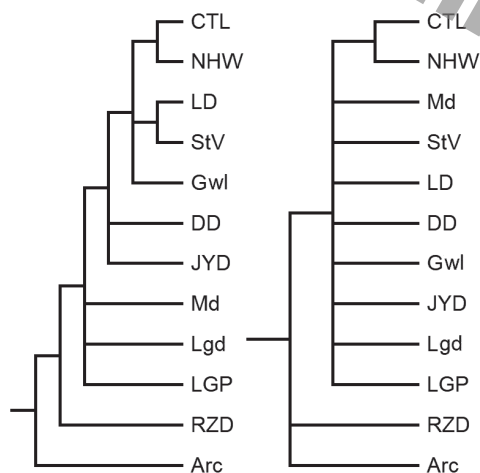 CTL
NHW
LD
StV
Gwl
DD
JYD
Md
Lgd
LGP
RZD
Arc
CTL
NHW
Md
StV
LD
DD
Gwl
JYD
Lgd
LGP
RZD
Arc